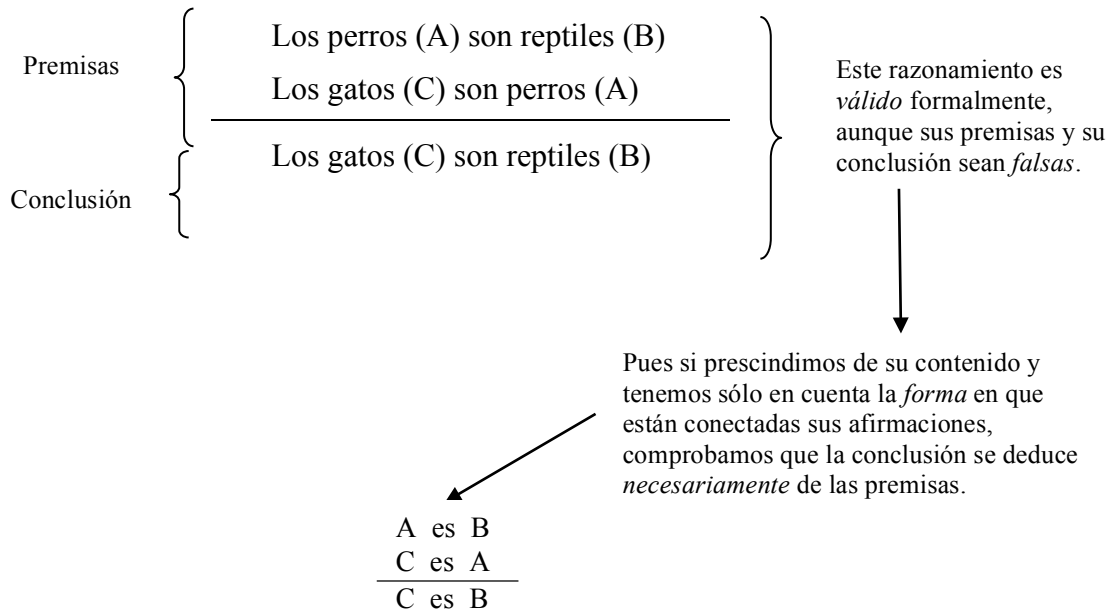 Premisas
Los perros (A) son reptiles (B)
Los gatos (C) son perros (A)
Conclusión
Los gatos (C) son reptiles (B)
Este razonamiento es
válido formalmente,
aunque sus premisas y su
conclusión sean falsas.
Pues si prescindimos de su contenido y
tenemos sólo en cuenta la forma en que
están conectadas sus afirmaciones,
comprobamos que la conclusión se deduce
necesariamente de las premisas.
A es B
C es A
C es B